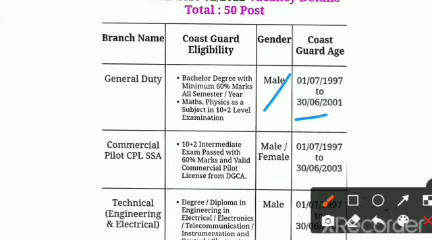 Total : 50 Post
Branch Name
Coast Guard
Eligibility
Gender
Coast
Guard Age
General Duty
• Bachelor Degree with
Minimum 60% Marks
All Semester / Year
• Maths, Physics as a
Subject in 10+2 Level
Examination
Male
01/07/1997
to
30/06/2001
Commercial
Pilot CPL SSA
• 10+2 Intermediate
Exam Passed with
60% Marks and Valid
Commercial Pilot
License from DGCA.
Male /
Female
01/07/1997
to
30/06/2003
Technical
(Engineering
& Electrical)
• Degree / Diploma in
Engineering in
Electrical / Electronics
/ Telecommunication /
Instrumentation and
Male